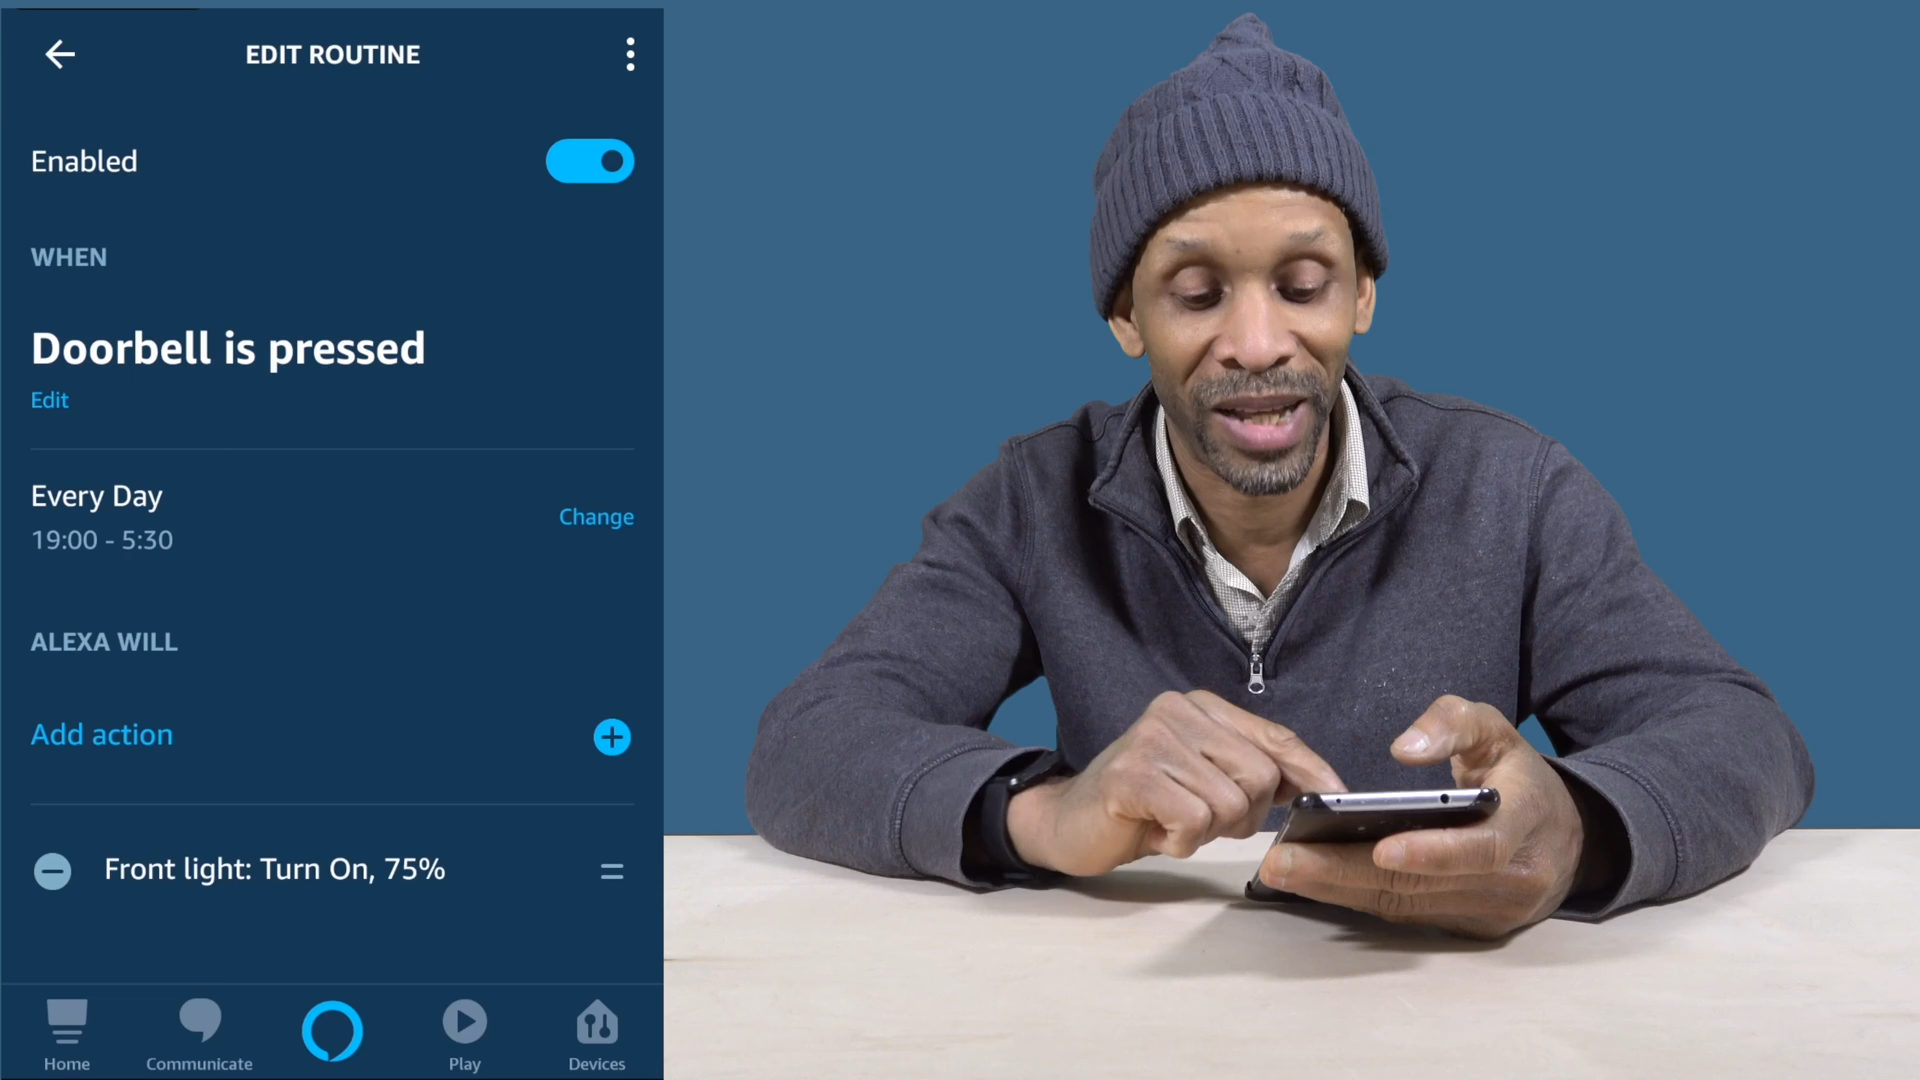 EDIT ROUTINE
Enabled
WHEN
Doorbell is pressed
Edit
Every Day
19:00 - 5:30
Change
ALEXA WILL
Add action
Front light: Turn On, 75%
Home
Communicate
Play
Devices